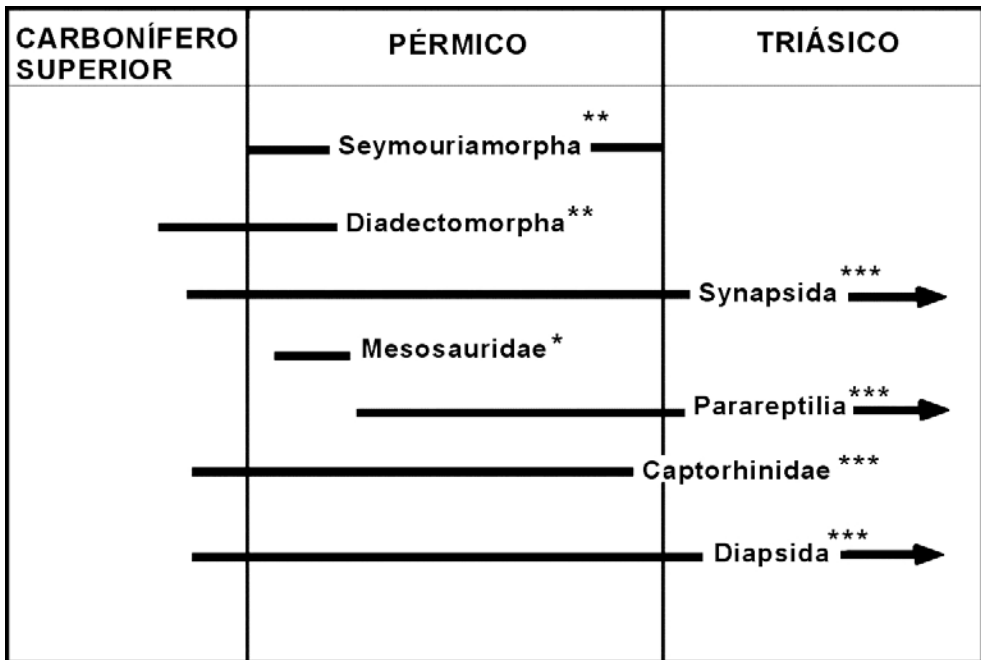 CARBONÍFERO
SUPERIOR
PÉRMICO
TRIÁSICO
Seymouriamorpha **
Diadectomorpha **
Synapsida ***
Mesosauridae *
Parareptilia ***
Captorhinidae ***
Diapsida ***